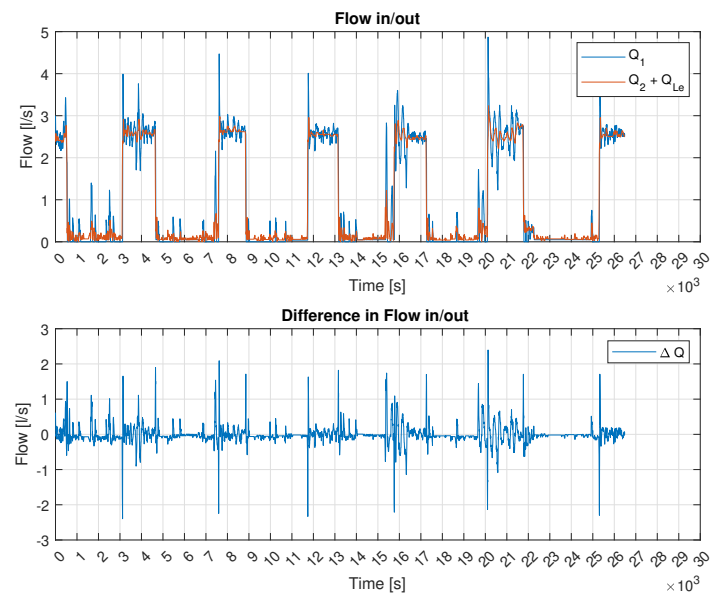 Flow in/out
Flow [l/s]
5
4
3
2
1
0
Q1
Q2 + QLe
0 1 2 3 4 5 6 7 8 9 10 11 12 13 14 15 16 17 18 19 20 21 22 23 24 25 26 27 28 29 30
Time [s]
×10^3
Difference in Flow in/out
Flow [l/s]
3
2
1
0
-1
-2
-3
Δ Q
0 1 2 3 4 5 6 7 8 9 10 11 12 13 14 15 16 17 18 19 20 21 22 23 24 25 26 27 28 29 30
Time [s]
×10^3